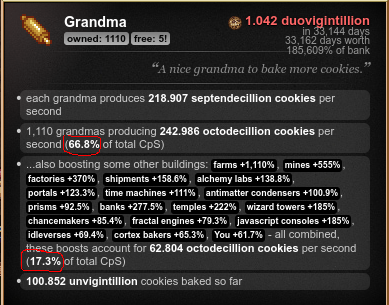 Grandma
1.042 duovigintillion
owned: 1110 free: 5!
in 33,144 days
33,162 days worth
185,609% of bank
“A nice grandma to bake more cookies.”
• each grandma produces 218.907 septendecillion cookies per
second
• 1,110 grandmas producing 242.986 octodecillion cookies per
second (66.8% of total CpS)
• ...also boosting some other buildings: farms +1,110%, mines +555%,
factories +370%, shipments +158.6%, alchemy labs +138.8%,
portals +123.3%, time machines +111%, antimatter condensers +100.9%,
prisms +92.5%, banks +277.5%, temples +222%, wizard towers +185%,
chancemakers +85.4%, fractal engines +79.3%, javascript consoles +185%,
idleverses +69.4%, cortex bakers +65.3%, You +61.7% - all combined,
these boosts account for 62.804 octodecillion cookies per second
(17.3% of total CpS)
• 100.852 unvigintillion cookies baked so far